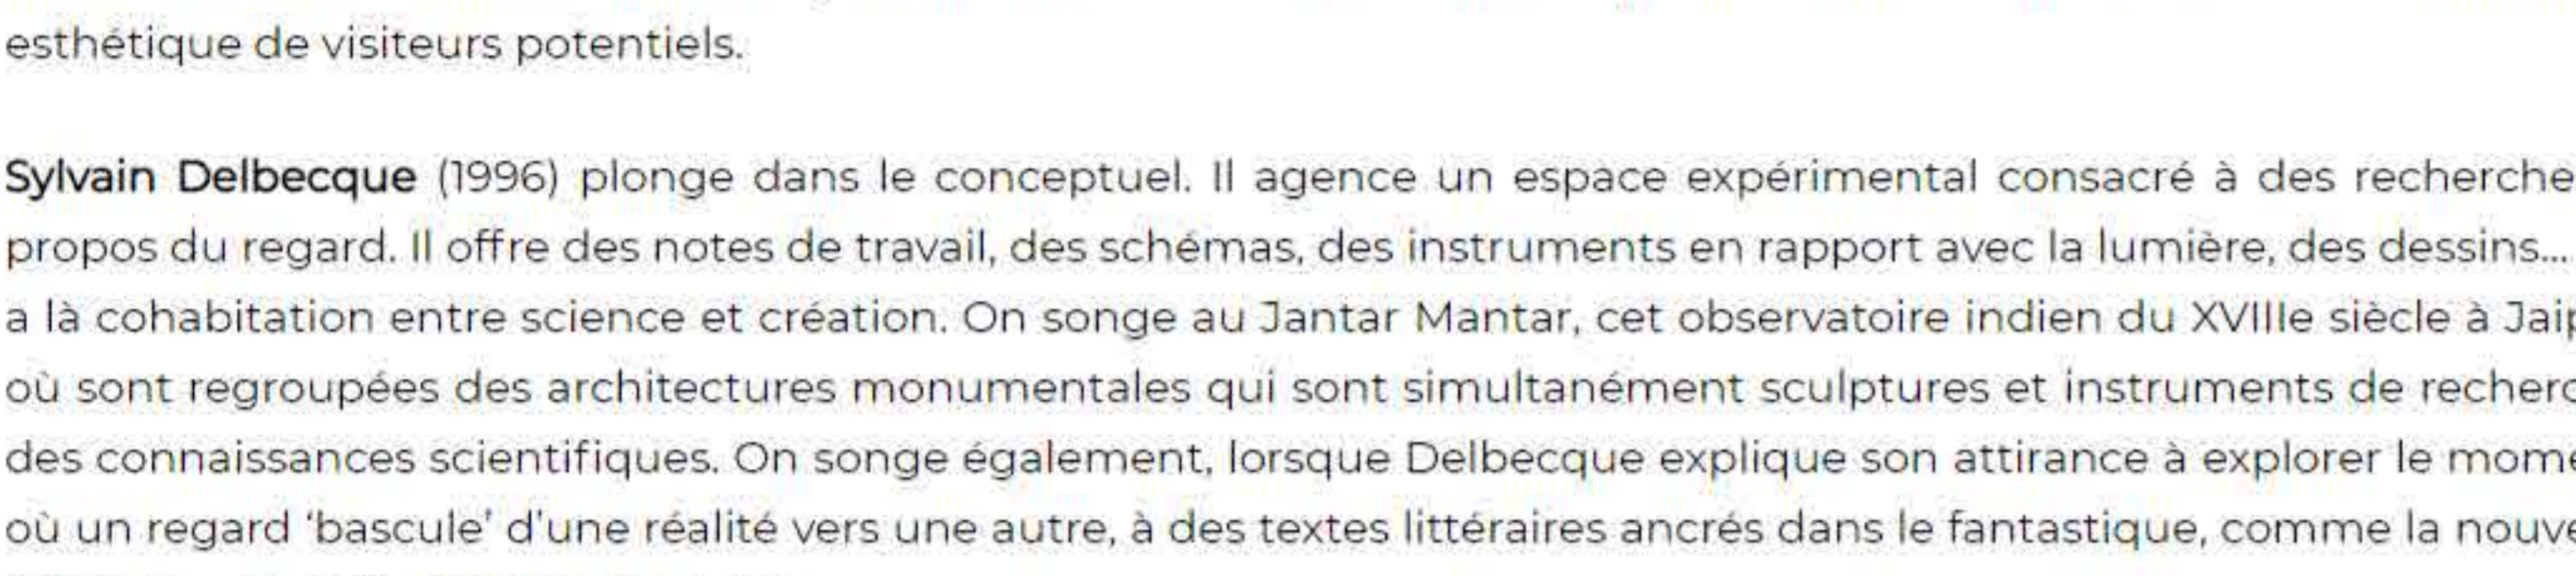 esthétique de visiteurs potentiels.
Sylvain Delbecque (1996) plonge dans le conceptuel. Il agence un espace expérimental consacré à des recherche
propos du regard. Il offre des notes de travail, des schémas, des instruments en rapport avec la lumière, des dessins...
a là cohabitation entre science et création. On songe au Jantar Mantar, cet observatoire indien du XVIIIe siècle à Jaip
où sont regroupées des architectures monumentales qui sont simultanément sculptures et instruments de recherc
des connaissances scientifiques. On songe également, lorsque Delbecque explique son attirance à explorer le mome
où un regard ‘bascule’ d’une réalité vers une autre, à des textes littéraires ancrés dans le fantastique, comme la nouve